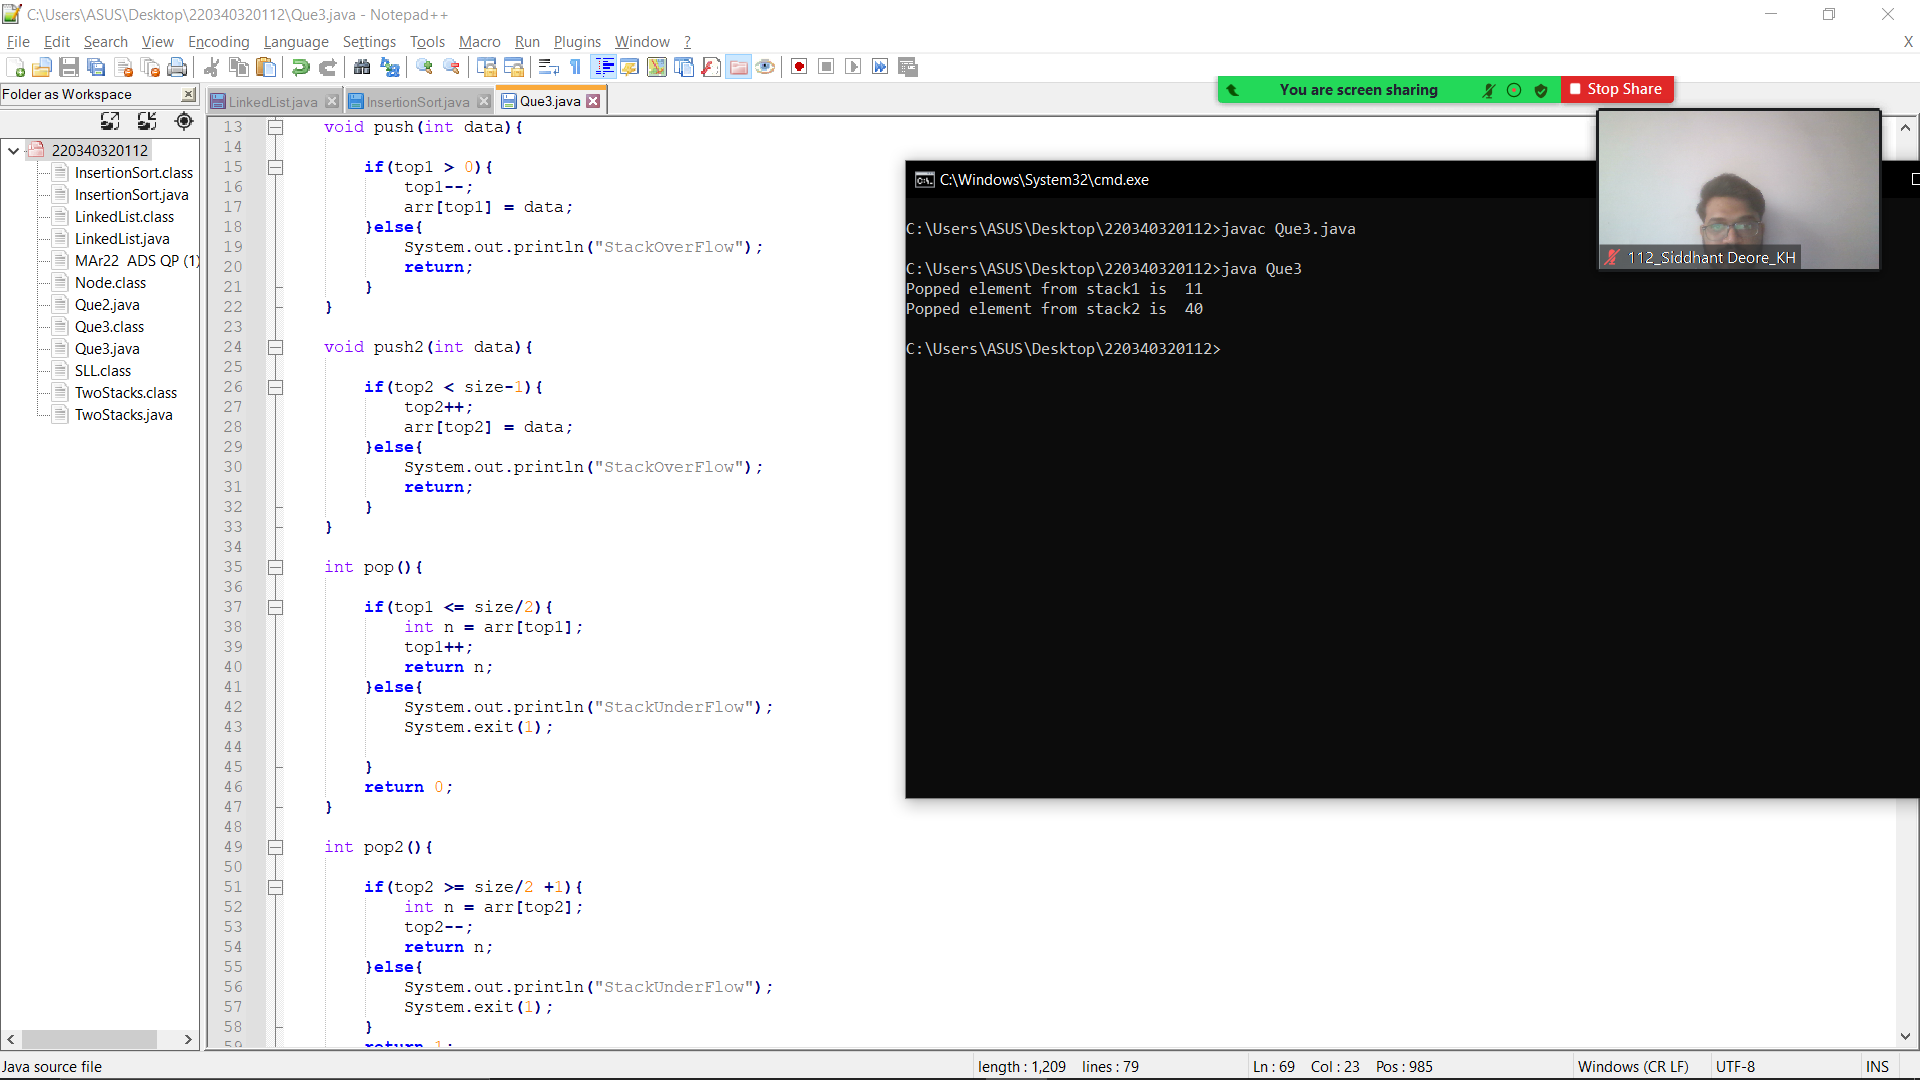 C:\Users\ASUS\Desktop\220340320112\Que3.java - Notepad++
File Edit Search View Encoding Language Settings Tools Macro Run Plugins Window ? X
You are screen sharing
Stop Share
Folder as Workspace
LinkedList.java InsertionSort.java Que3.java
220340320112
InsertionSort.class
InsertionSort.java
LinkedList.class
LinkedList.java
MAr22 ADS QP (1)
Node.class
Que2.java
Que3.class
Que3.java
SLL.class
TwoStacks.class
TwoStacks.java
13 void push(int data){
14
15 if(top1 > 0){
16 top1--;
17 arr[top1] = data;
18 }else{
19 System.out.println("StackOverFlow");
20 return;
21 }
22 }
23
24 void push2(int data){
25
26 if(top2 < size-1){
27 top2++;
28 arr[top2] = data;
29 }else{
30 System.out.println("StackOverFlow");
31 return;
32 }
33 }
34
35 int pop(){
36
37 if(top1 <= size/2){
38 int n = arr[top1];
39 top1++;
40 return n;
41 }else{
42 System.out.println("StackUnderFlow");
43 System.exit(1);
44
45 }
46 return 0;
47 }
48
49 int pop2(){
50
51 if(top2 >= size/2 +1){
52 int n = arr[top2];
53 top2--;
54 return n;
55 }else{
56 System.out.println("StackUnderFlow");
57 System.exit(1);
58 }
59 return 1;
C:\Windows\System32\cmd.exe
C:\Users\ASUS\Desktop\220340320112>javac Que3.java
C:\Users\ASUS\Desktop\220340320112>java Que3
Popped element from stack1 is  11
Popped element from stack2 is  40
C:\Users\ASUS\Desktop\220340320112>
112_Siddhant Deore_KH
Java source file length : 1,209 lines : 79 Ln : 69 Col : 23 Pos : 985 Windows (CR LF) UTF-8 INS